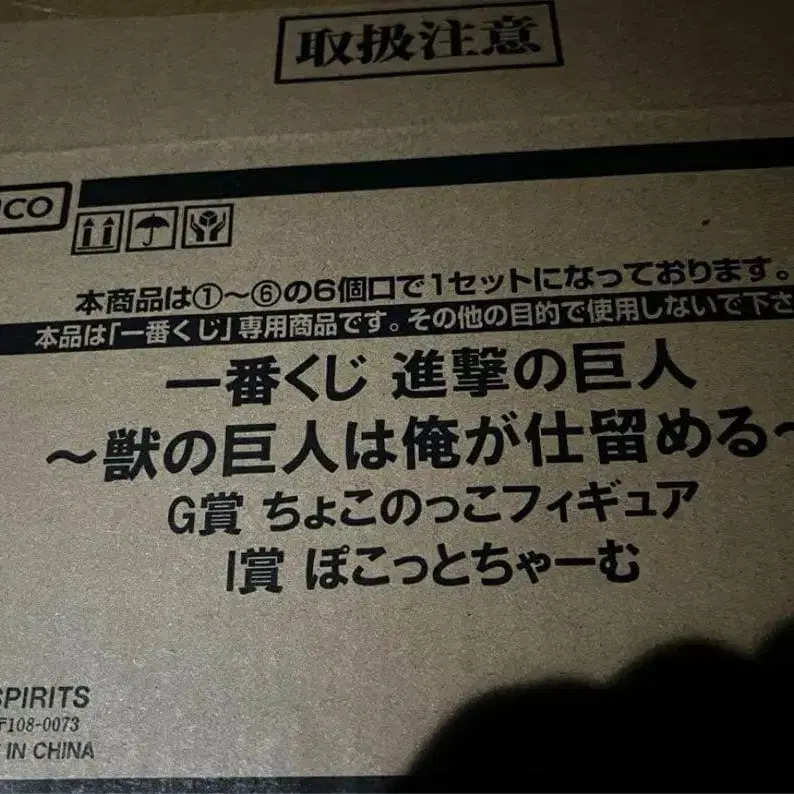 取扱注意
CO
本商品は①〜⑥の6個口で1セットになっております。
本品は「一番くじ」専用商品です。その他の目的で使用しないで下さ
一番くじ 進撃の巨人
〜獣の巨人は俺が仕留める〜
G賞 ちょこのっこフィギュア
I賞 ぽこっとちゃーむ
SPIRITS
〒108-0073
IN CHINA